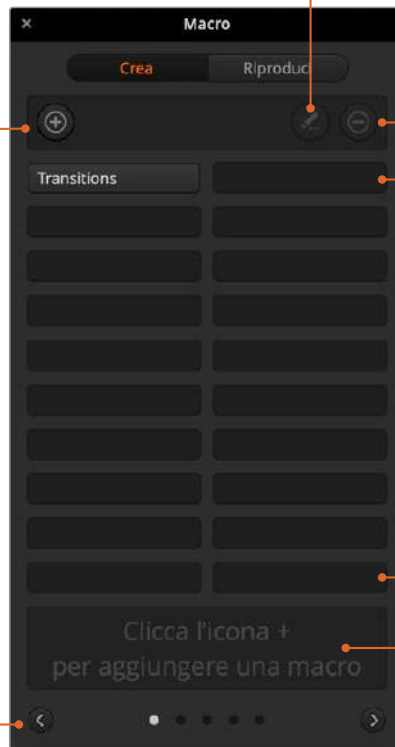 Macro
Crea
Riproduci
Transitions
Clicca l'icona +
per aggiungere una macro